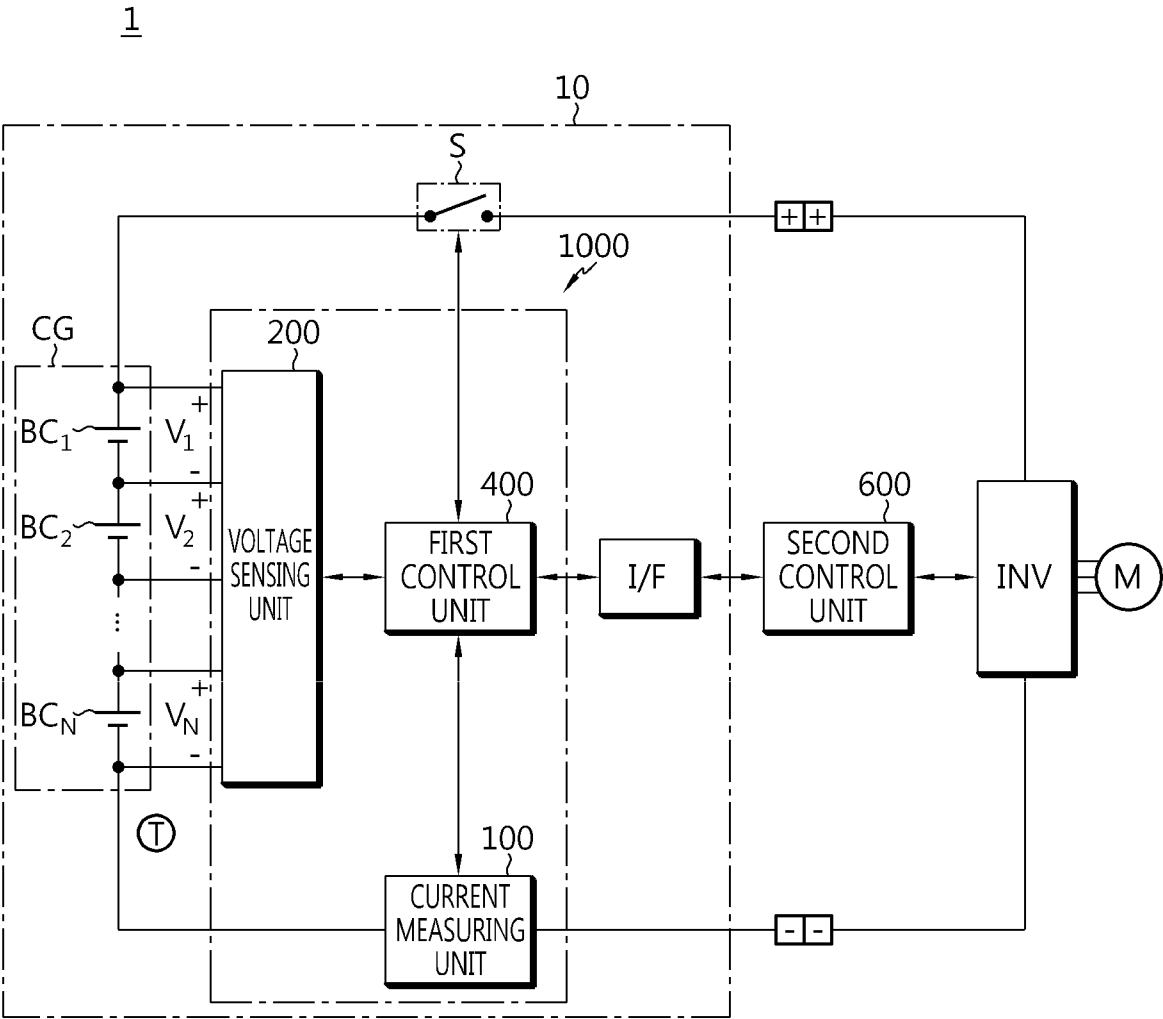 1
10
S
1000
++
CG
200
400
600
BC1
BC2
BCN
+
V1
-
+
V2
-
...
+
VN
-
VOLTAGE
SENSING
UNIT
FIRST
CONTROL
UNIT
I/F
SECOND
CONTROL
UNIT
INV
M
T
100
CURRENT
MEASURING
UNIT
--